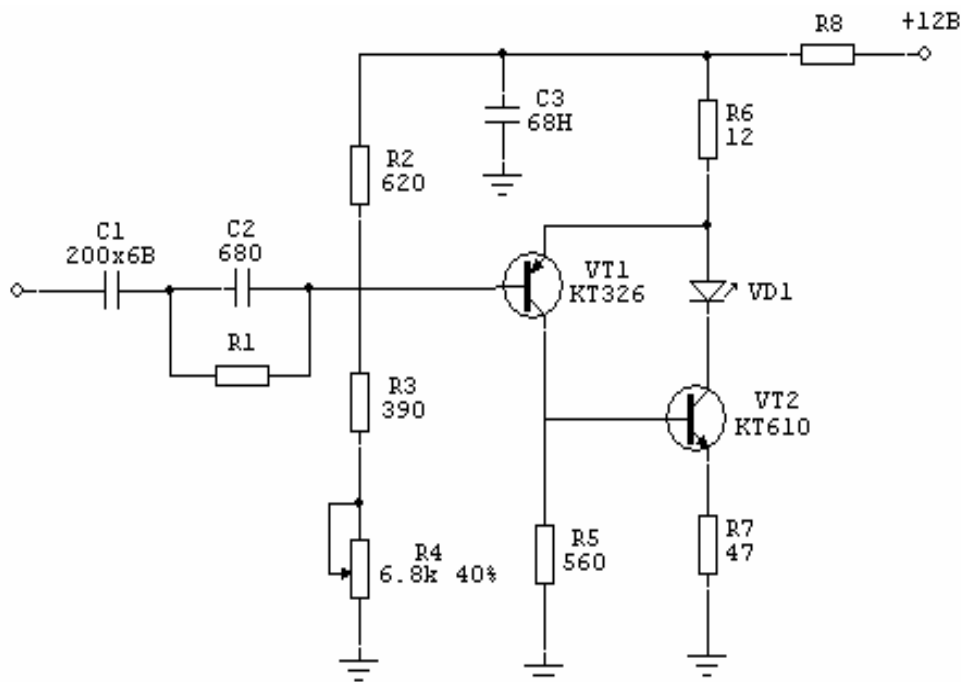 R8
+12В
C3
68Н
R6
12
R2
620
C1
200x6В
C2
680
VT1
КТ326
VD1
R1
R3
390
VT2
КТ610
R4
6.8k 40%
R5
560
R7
47